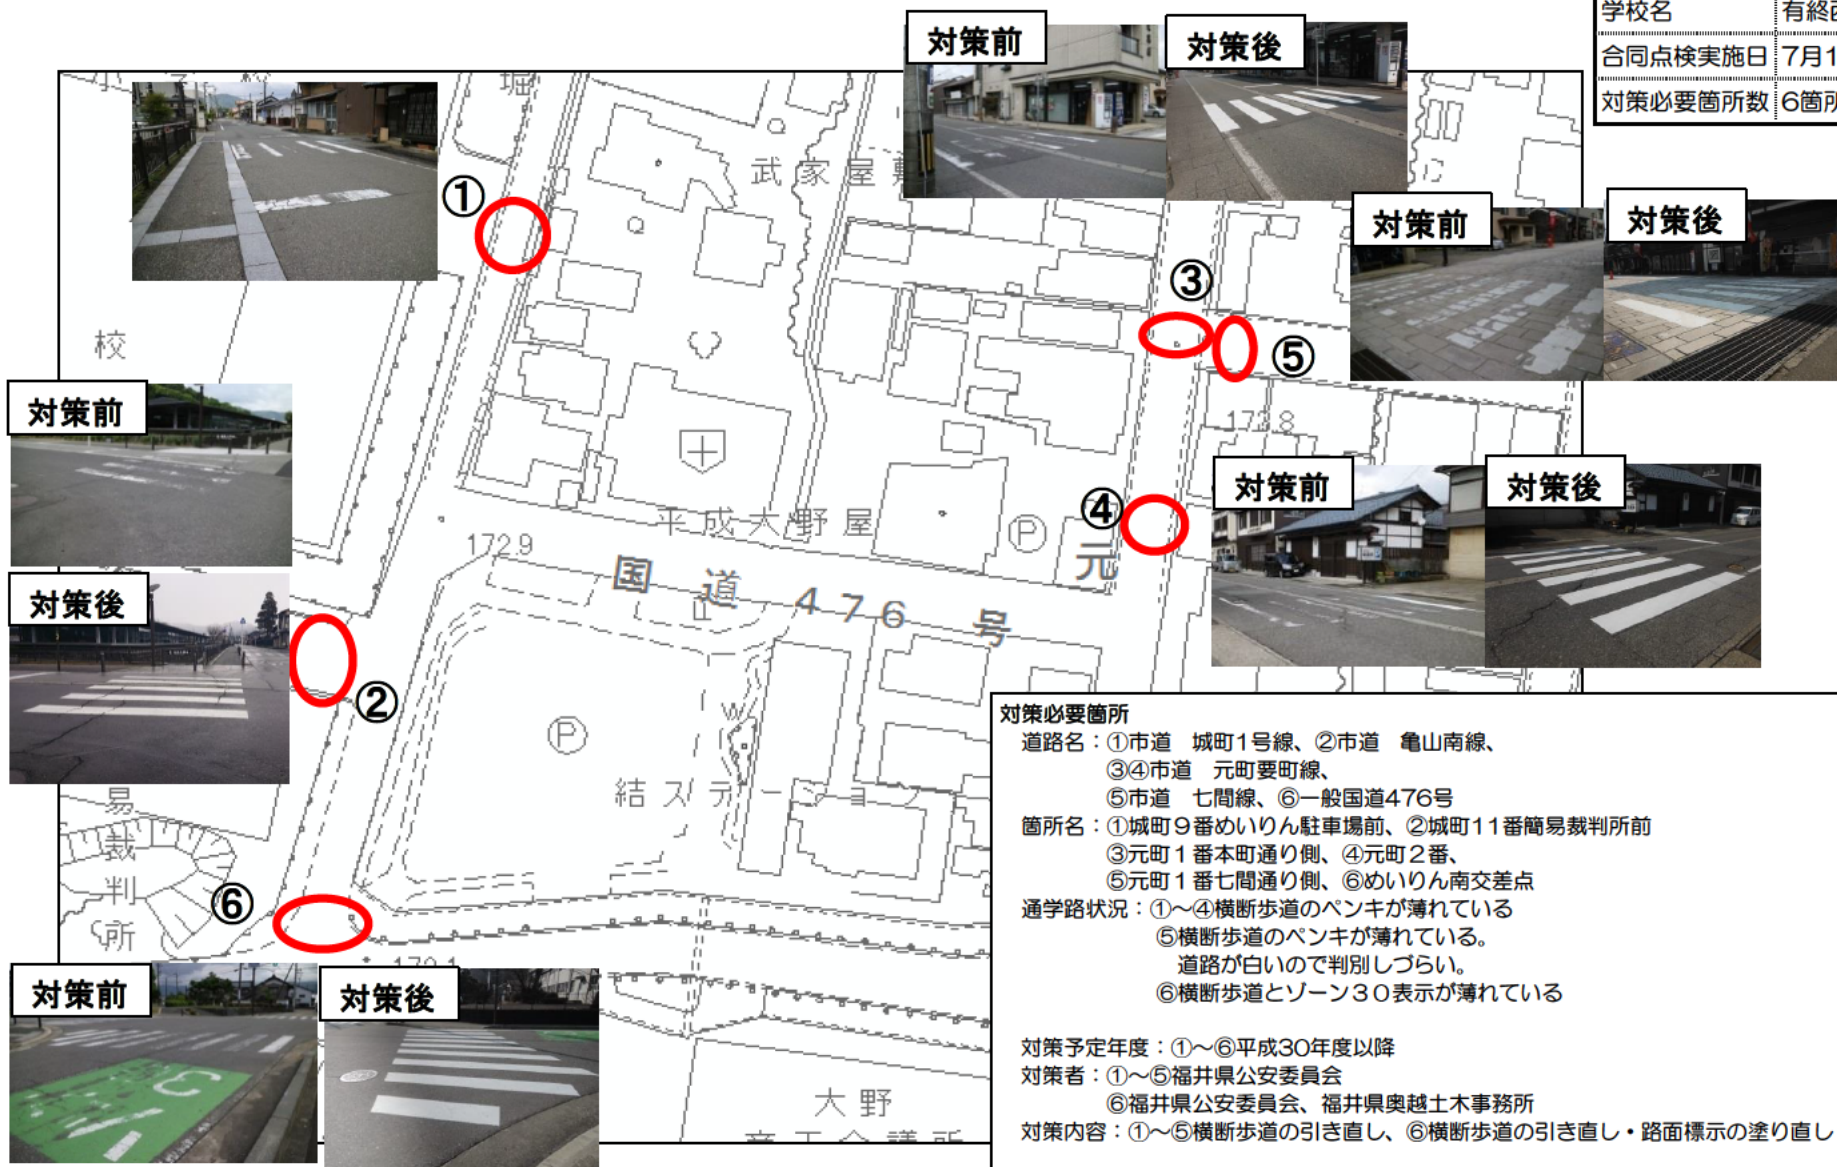 学校名 有終西
合同点検実施日 7月1
対策必要箇所数 6箇所
対策前
対策後
堀
武家屋敷
①
対策前
対策後
③
⑤
校
対策前
172.8
対策前
対策後
④
平成大野屋
P
172.9
元
国道476号
対策後
②
P
結ステーション
易
裁
判
所
⑥
対策前
対策後
大野
対策必要箇所
道路名：①市道 城町1号線、②市道 亀山南線、
③④市道 元町要町線、
⑤市道 七間線、⑥一般国道476号
箇所名：①城町９番めいりん駐車場前、②城町11番簡易裁判所前
③元町１番本町通り側、④元町２番、
⑤元町１番七間通り側、⑥めいりん南交差点
通学路状況：①～④横断歩道のペンキが薄れている
⑤横断歩道のペンキが薄れている。
道路が白いので判別しづらい。
⑥横断歩道とゾーン３０表示が薄れている
対策予定年度：①～⑥平成30年度以降
対策者：①～⑤福井県公安委員会
⑥福井県公安委員会、福井県奥越土木事務所
対策内容：①～⑤横断歩道の引き直し、⑥横断歩道の引き直し・路面標示の塗り直し